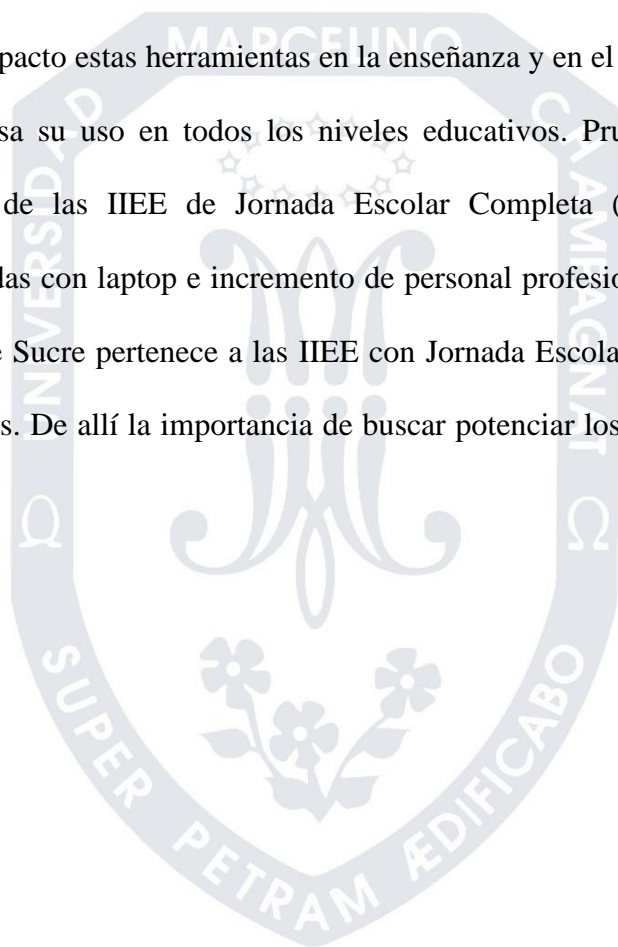 MARCELINO
pacto estas herramientas en la enseñanza y en el
sa su uso en todos los niveles educativos. Pru
de las IIEE de Jornada Escolar Completa (
das con laptop e incremento de personal profesio
e Sucre pertenece a las IIEE con Jornada Escola
s. De allí la importancia de buscar potenciar los
UNIVERSIDAD
CHAMPAGNAT
Ω Ω
SUPER PETRAM ÆDIFICABO